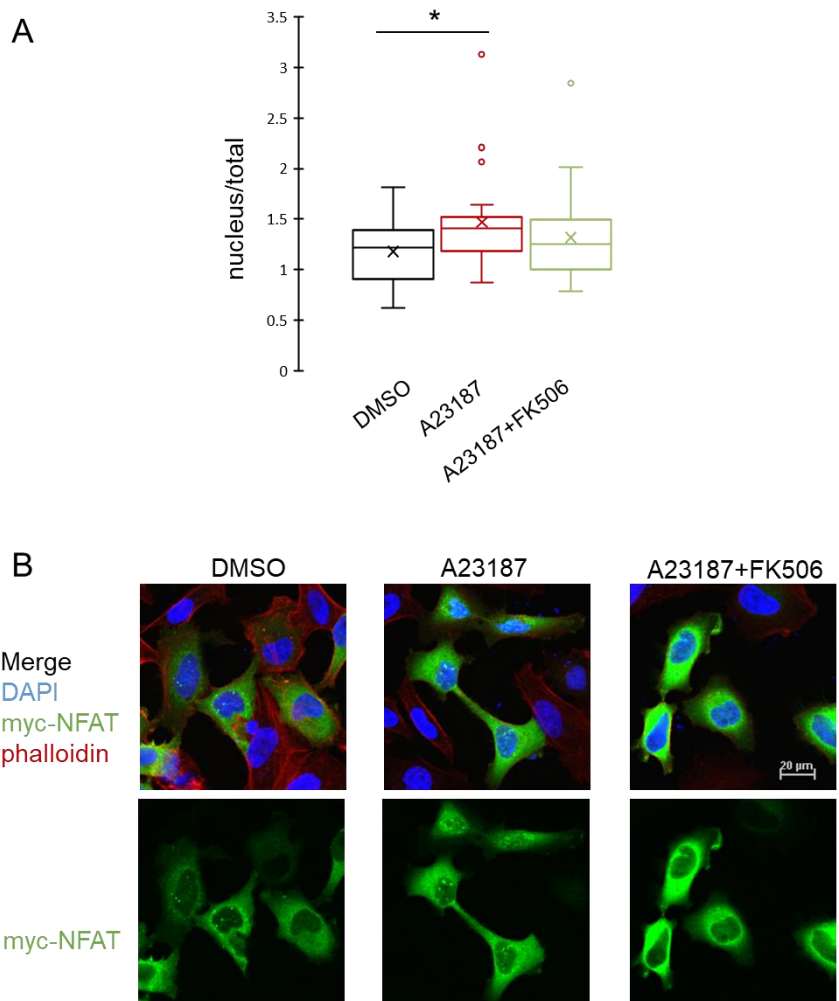 A
*
3.5
3
2.5
2
1.5
1
0.5
0
nucleus/total
DMSO
A23187
A23187+FK506
B
DMSO
A23187
A23187+FK506
Merge
DAPI
myc-NFAT
phalloidin
20 µm
myc-NFAT